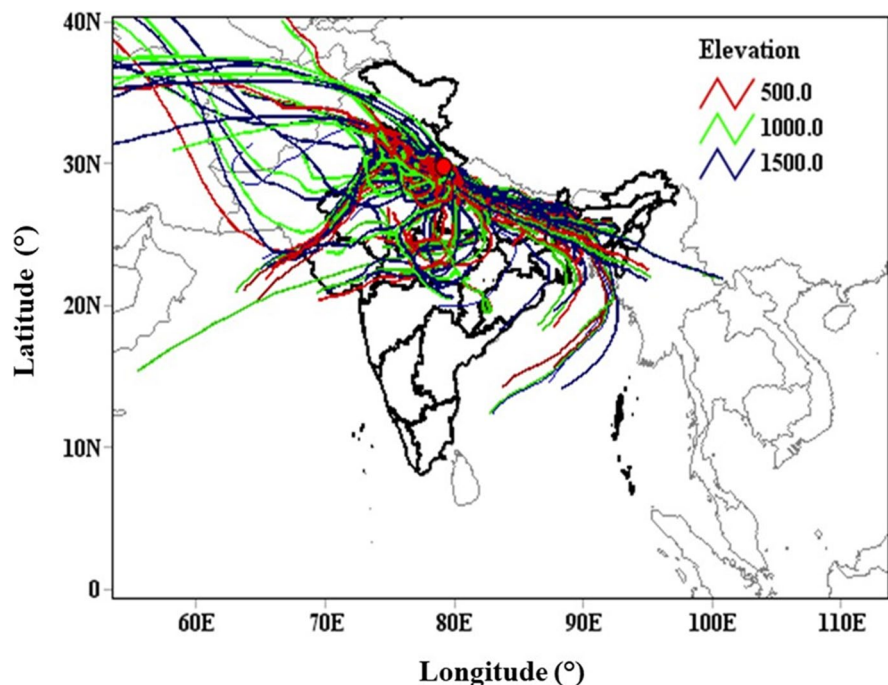 40N
30N
20N
10N
0
Latitude (°)
Elevation
500.0
1000.0
1500.0
60E 70E 80E 90E 100E 110E
Longitude (°)